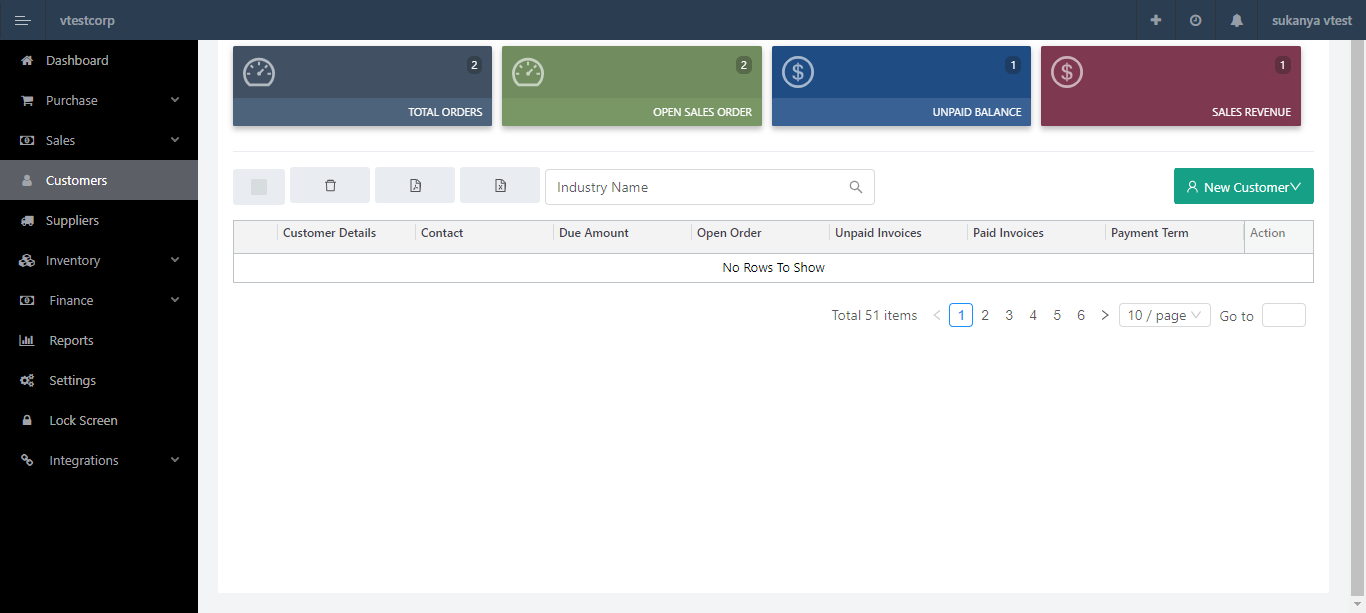 vtestcorp
sukanya vtest
Dashboard
Purchase
Sales
Customers
Suppliers
Inventory
Finance
Reports
Settings
Lock Screen
Integrations
2
TOTAL ORDERS
2
OPEN SALES ORDER
1
UNPAID BALANCE
1
SALES REVENUE
Industry Name
New Customer
Customer Details Contact Due Amount Open Order Unpaid Invoices Paid Invoices Payment Term Action
No Rows To Show
Total 51 items < 1 2 3 4 5 6 > 10 / page Go to